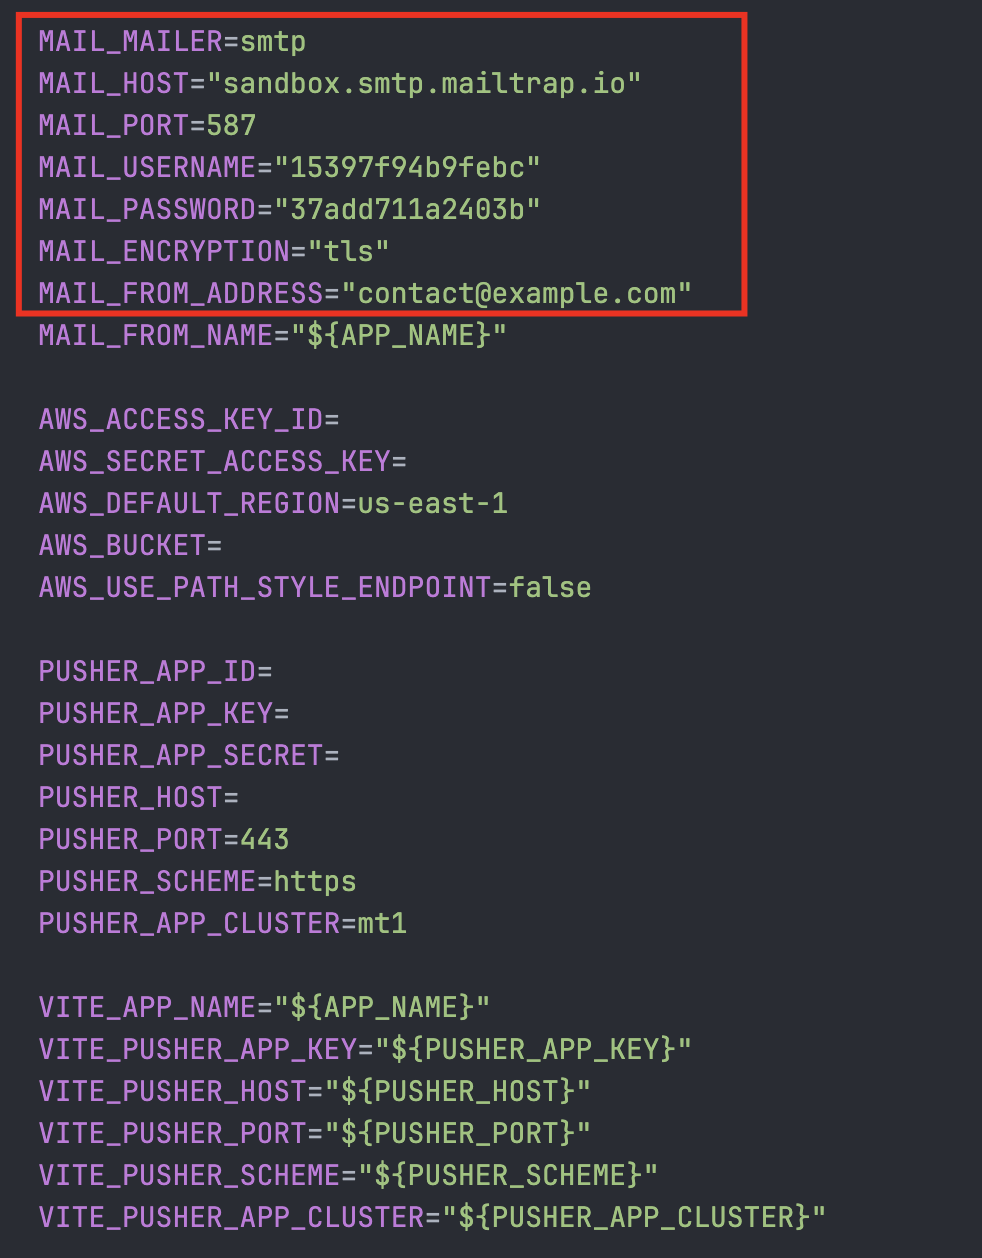 MAIL_MAILER=smtp
MAIL_HOST="sandbox.smtp.mailtrap.io"
MAIL_PORT=587
MAIL_USERNAME="15397f94b9febc"
MAIL_PASSWORD="37add711a2403b"
MAIL_ENCRYPTION="tls"
MAIL_FROM_ADDRESS="contact@example.com"
MAIL_FROM_NAME="${APP_NAME}"
AWS_ACCESS_KEY_ID=
AWS_SECRET_ACCESS_KEY=
AWS_DEFAULT_REGION=us-east-1
AWS_BUCKET=
AWS_USE_PATH_STYLE_ENDPOINT=false
PUSHER_APP_ID=
PUSHER_APP_KEY=
PUSHER_APP_SECRET=
PUSHER_HOST=
PUSHER_PORT=443
PUSHER_SCHEME=https
PUSHER_APP_CLUSTER=mt1
VITE_APP_NAME="${APP_NAME}"
VITE_PUSHER_APP_KEY="${PUSHER_APP_KEY}"
VITE_PUSHER_HOST="${PUSHER_HOST}"
VITE_PUSHER_PORT="${PUSHER_PORT}"
VITE_PUSHER_SCHEME="${PUSHER_SCHEME}"
VITE_PUSHER_APP_CLUSTER="${PUSHER_APP_CLUSTER}"